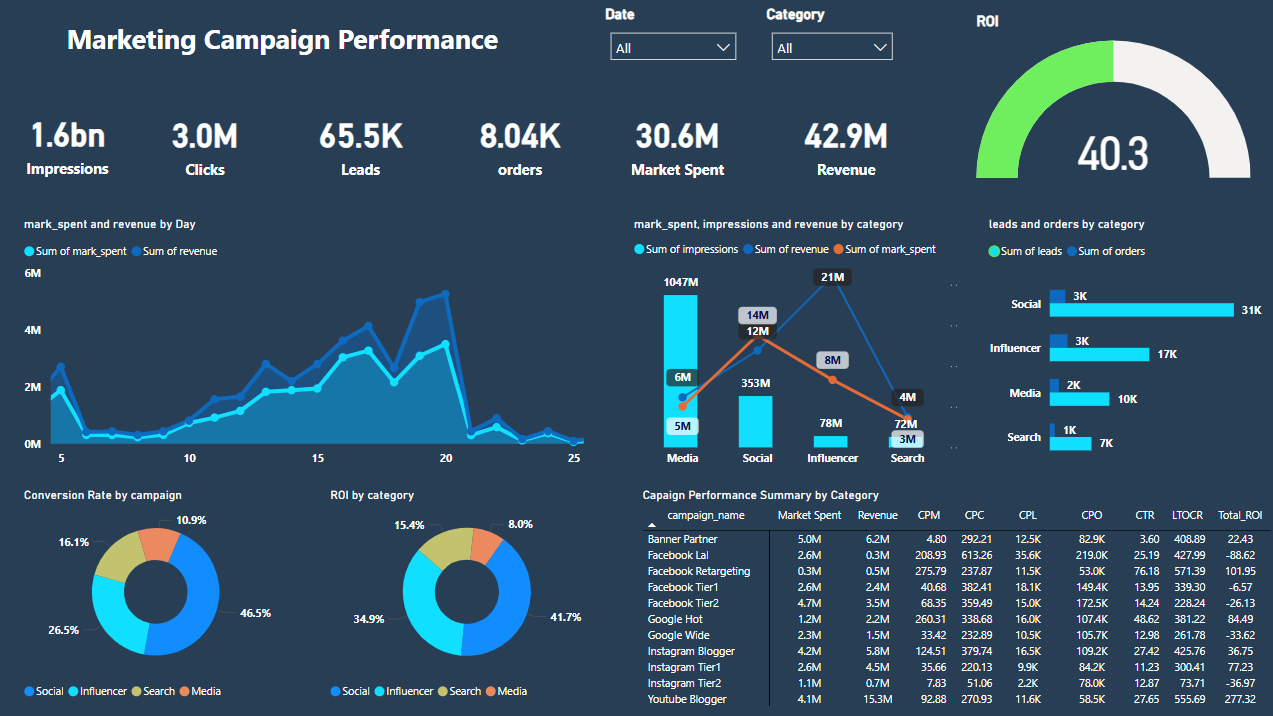 Marketing Campaign Performance
Date
All
Category
All
ROI
40.3
1.6bn
Impressions
3.0M
Clicks
65.5K
Leads
8.04K
orders
30.6M
Market Spent
42.9M
Revenue
mark_spent and revenue by Day
Sum of mark_spent Sum of revenue
6M
4M
2M
0M
5 10 15 20 25
mark_spent, impressions and revenue by category
Sum of impressions Sum of revenue Sum of mark_spent
1047M
353M
78M
72M
6M
12M
21M
4M
5M
14M
8M
3M
Media Social Influencer Search
leads and orders by category
Sum of leads Sum of orders
Social 3K 31K
Influencer 3K 17K
Media 2K 10K
Search 1K 7K
Conversion Rate by campaign
10.9%
16.1%
26.5%
46.5%
Social Influencer Search Media
ROI by category
8.0%
15.4%
34.9%
41.7%
Social Influencer Search Media
Capaign Performance Summary by Category
campaign_name Market Spent Revenue CPM CPC CPL CPO CTR LTOCR Total_ROI
Banner Partner 5.0M 6.2M 4.80 292.21 12.5K 82.9K 3.60 408.89 22.43
Facebook Lal 2.6M 0.3M 208.93 613.26 35.6K 219.0K 25.19 427.99 -88.62
Facebook Retargeting 0.3M 0.5M 275.79 237.87 11.5K 53.0K 76.18 571.39 101.95
Facebook Tier1 2.6M 2.4M 40.68 382.41 18.1K 149.4K 13.95 339.30 -6.57
Facebook Tier2 4.7M 3.5M 68.35 359.49 15.0K 172.5K 14.24 228.24 -26.13
Google Hot 1.2M 2.2M 260.31 338.68 16.0K 107.4K 48.62 381.22 84.49
Google Wide 2.3M 1.5M 33.42 232.89 10.5K 105.7K 12.98 261.78 -33.62
Instagram Blogger 4.2M 5.8M 124.51 379.74 16.5K 109.2K 27.42 425.76 36.75
Instagram Tier1 2.6M 4.5M 35.66 220.13 9.9K 84.2K 11.23 300.41 77.23
Instagram Tier2 1.1M 0.7M 7.83 51.06 2.2K 78.0K 12.87 73.71 -36.97
Youtube Blogger 4.1M 15.3M 92.88 270.93 11.6K 58.5K 27.65 555.69 277.32